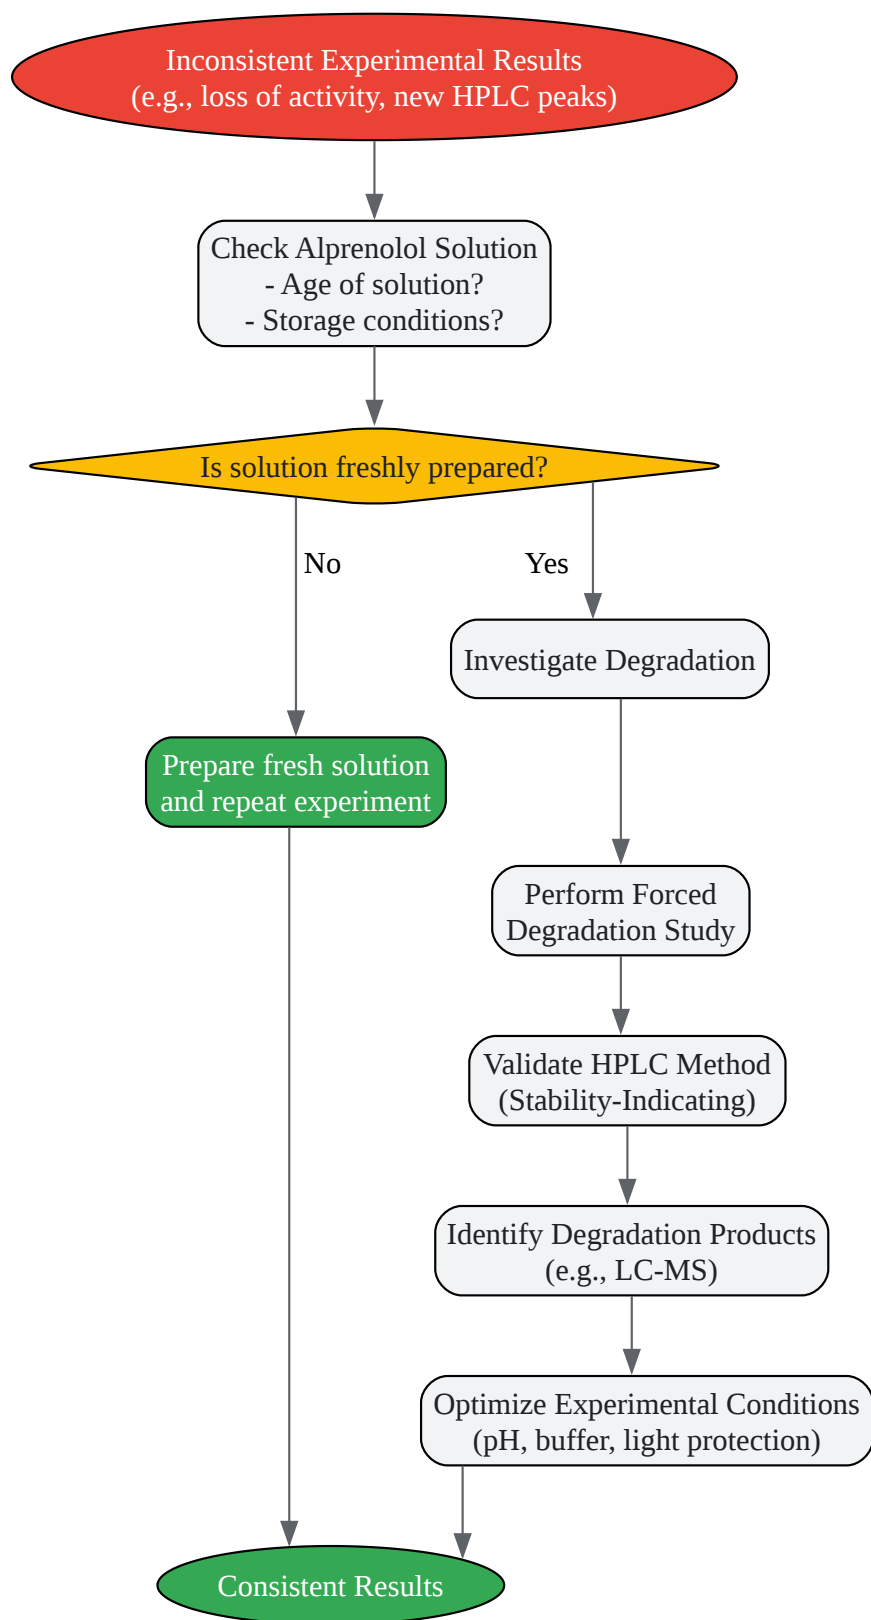 Inconsistent Experimental Results
(e.g., loss of activity, new HPLC peaks)
Check Alprenolol Solution
- Age of solution?
- Storage conditions?
Is solution freshly prepared?
No
Yes
Investigate Degradation
Prepare fresh solution
and repeat experiment
Perform Forced
Degradation Study
Validate HPLC Method
(Stability-Indicating)
Identify Degradation Products
(e.g., LC-MS)
Optimize Experimental Conditions
(pH, buffer, light protection)
Consistent Results